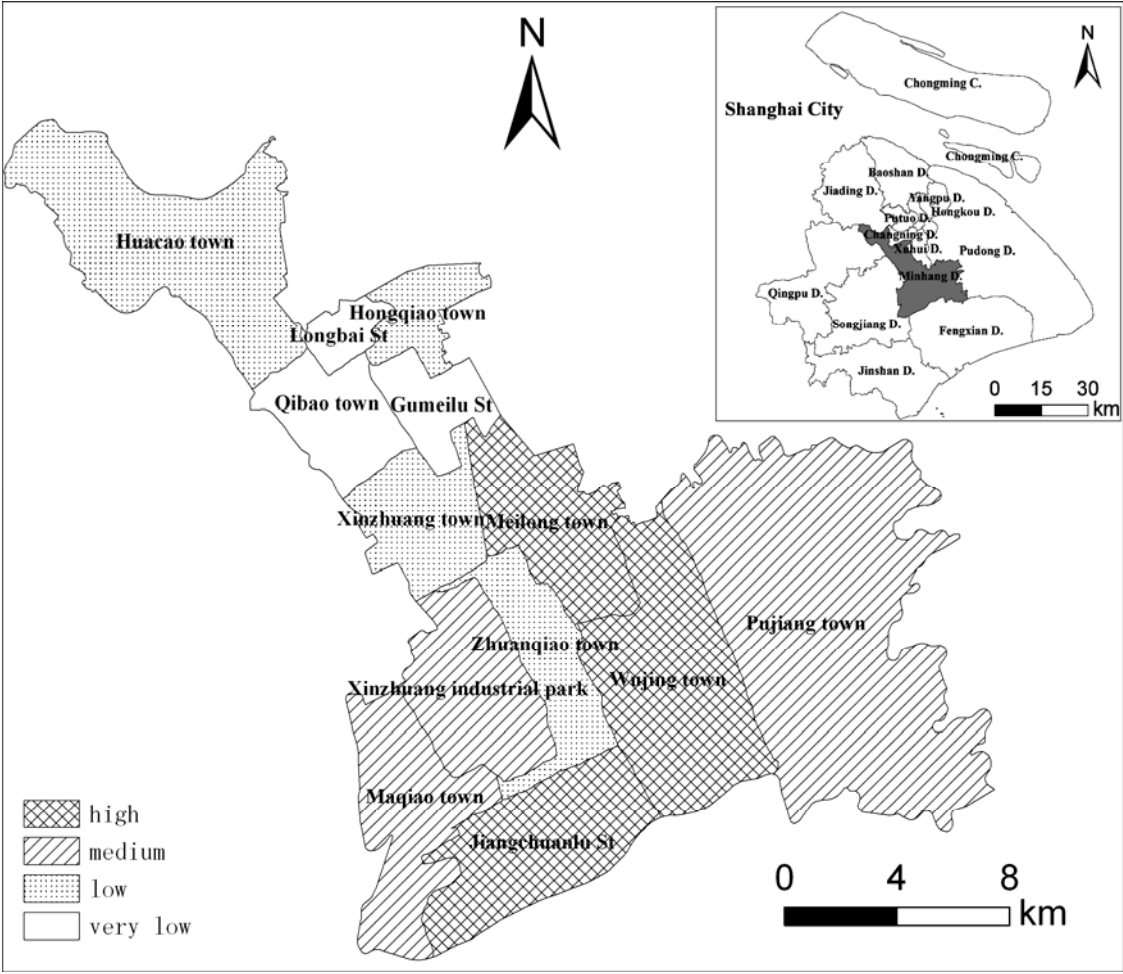 N
Huacao town
Hongqiao town
Longbai St
Qibao town
Gumeilu St
Xinzhuang town
Meilong town
Pujiang town
Zhuanqiao town
Wujing town
Xinzhuang industrial park
Maqiao town
Jiangchuanlu St
high
medium
low
very low
0 4 8
km
N
Shanghai City
Chongming C.
Chongming C.
Baoshan D.
Jiading D.
Yangpu D.
Hongkou D.
Putuo D.
Changning D.
Xuhui D.
Pudong D.
Minhang D.
Qingpu D.
Songjiang D.
Fengxian D.
Jinshan D.
0 15 30
km